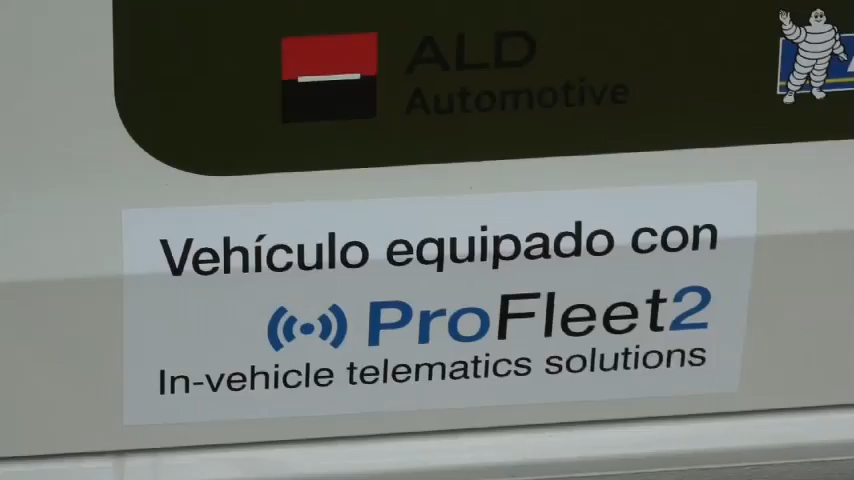 ALD
Automotive
Vehículo equipado con
ProFleet2
In-vehicle telematics solutions